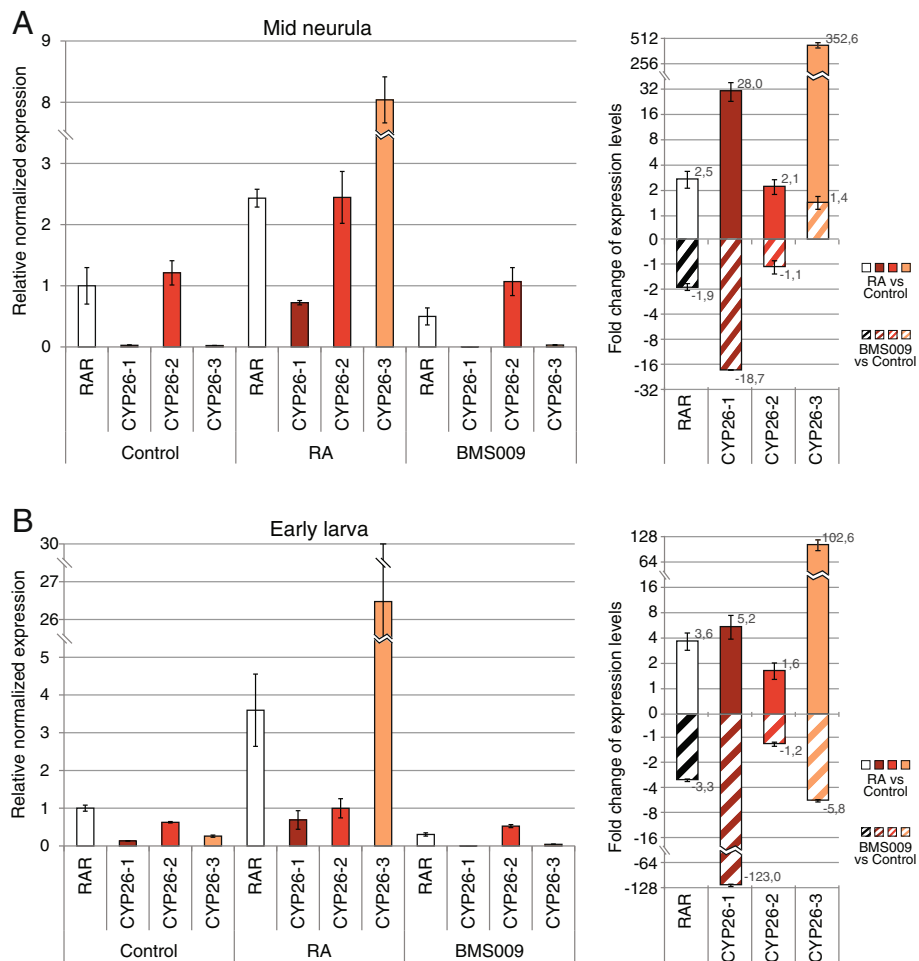 A
Mid neurula
Relative normalized expression
9
8
3
2
1
0
RAR
CYP26-1
CYP26-2
CYP26-3
RAR
CYP26-1
CYP26-2
CYP26-3
RAR
CYP26-1
CYP26-2
CYP26-3
Control
RA
BMS009
Fold change of expression levels
512
256
32
16
8
4
2
1
0
-1
-2
-4
-8
-16
-32
2,5
28,0
2,1
352,6
1,4
-1,9
-18,7
-1,1
RAR
CYP26-1
CYP26-2
CYP26-3
RA vs
Control
BMS009
vs Control
B
Early larva
Relative normalized expression
30
27
26
5
4
3
2
1
0
RAR
CYP26-1
CYP26-2
CYP26-3
RAR
CYP26-1
CYP26-2
CYP26-3
RAR
CYP26-1
CYP26-2
CYP26-3
Control
RA
BMS009
Fold change of expression levels
128
64
16
8
4
2
1
0
-1
-2
-4
-8
-16
-64
-128
3,6
5,2
1,6
102,6
-3,3
-123,0
-1,2
-5,8
RAR
CYP26-1
CYP26-2
CYP26-3
RA vs
Control
BMS009
vs Control